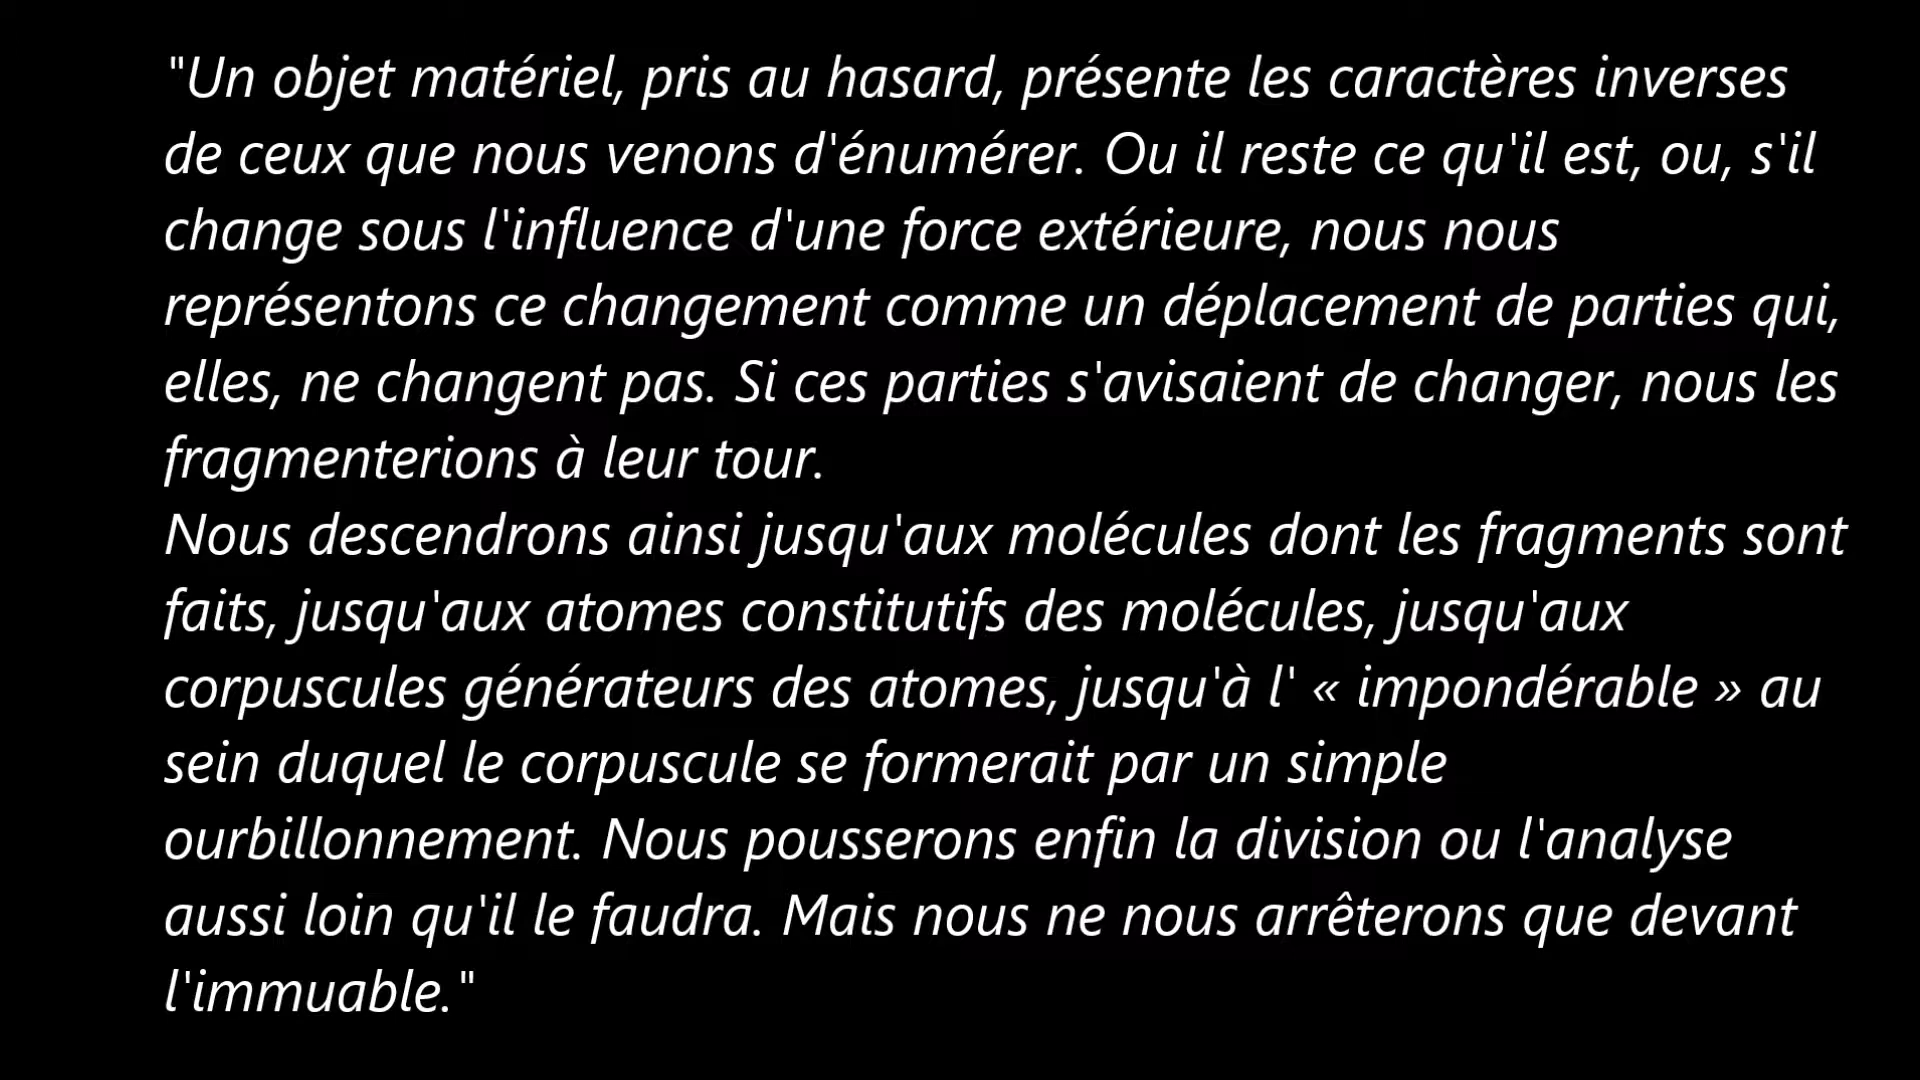 "Un objet matériel, pris au hasard, présente les caractères inverses
de ceux que nous venons d'énumérer. Ou il reste ce qu'il est, ou, s'il
change sous l'influence d'une force extérieure, nous nous
représentons ce changement comme un déplacement de parties qui,
elles, ne changent pas. Si ces parties s'avisaient de changer, nous les
fragmenterions à leur tour.
Nous descendrons ainsi jusqu'aux molécules dont les fragments sont
faits, jusqu'aux atomes constitutifs des molécules, jusqu'aux
corpuscules générateurs des atomes, jusqu'à l' « impondérable » au
sein duquel le corpuscule se formerait par un simple
ourbillonnement. Nous pousserons enfin la division ou l'analyse
aussi loin qu'il le faudra. Mais nous ne nous arrêterons que devant
l'immuable."